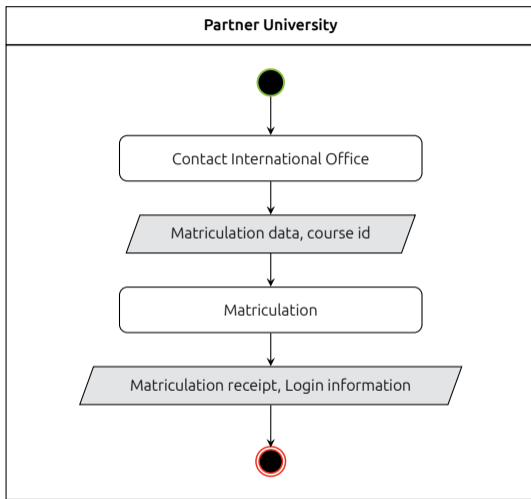 Partner University
Contact International Office
Matriculation data, course id
Matriculation
Matriculation receipt, Login information